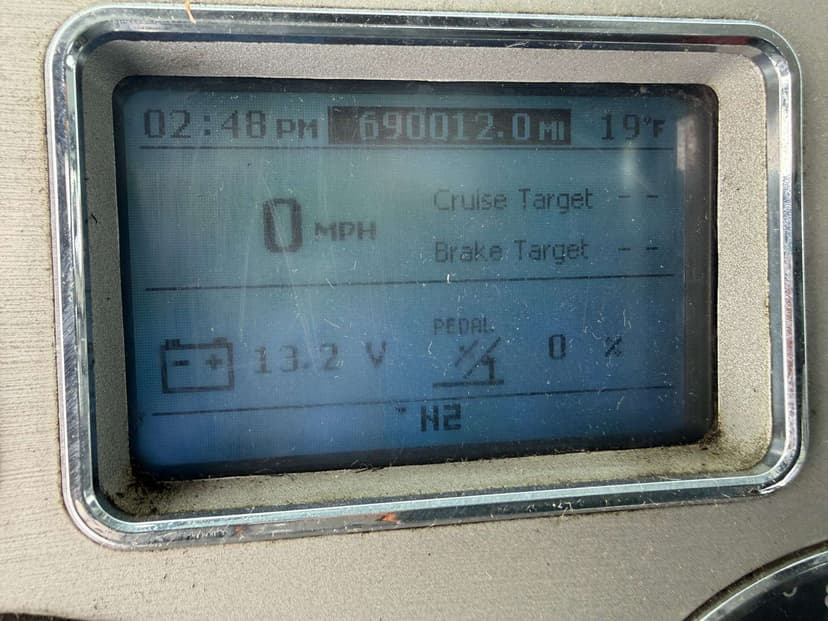 02:48 PM 690012.0 MI 19°F
0 MPH
Cruise Target - -
Brake Target - -
- + 13.2 V
PEDAL
0 %
N2